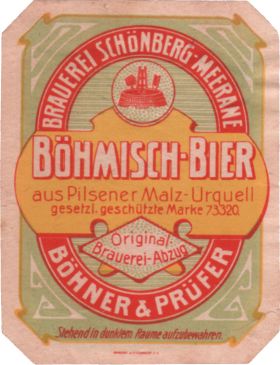 BRAUEREI SCHÖNBERG-MEERANE
BÖHMISCH-BIER
aus Pilsener Malz-Urquell
gesetzl. geschützte Marke 73320.
Original-
Brauerei-Abzug
BÖHNER & PRÜFER
Stehend in dunklem Raume aufzubewahren.